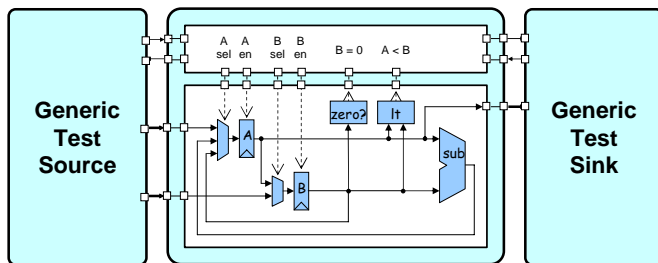 A
sel
A
en
B
sel
B
en
B = 0
A < B
Generic
Test
Source
zero?
lt
A
sub
B
Generic
Test
Sink